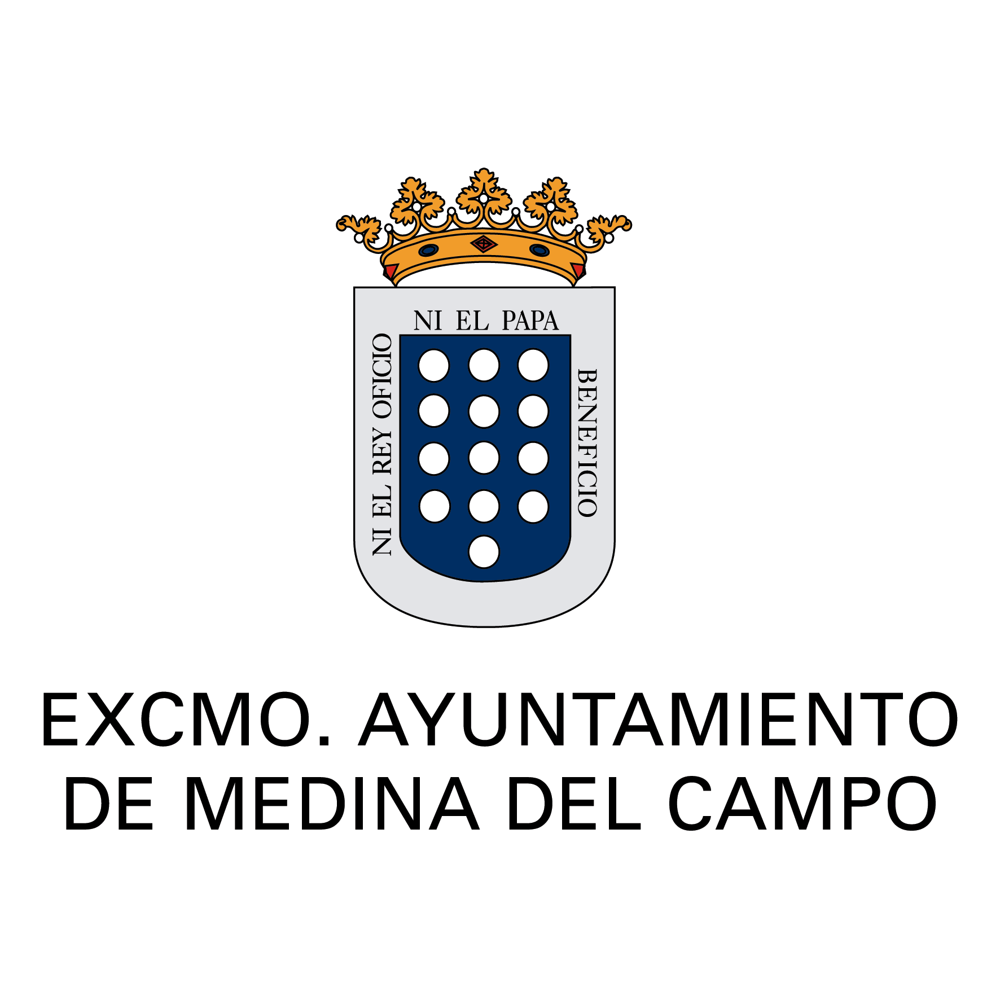 NI EL REY OFICIO
NI EL PAPA
BENEFICIO
EXCMO. AYUNTAMIENTO
DE MEDINA DEL CAMPO